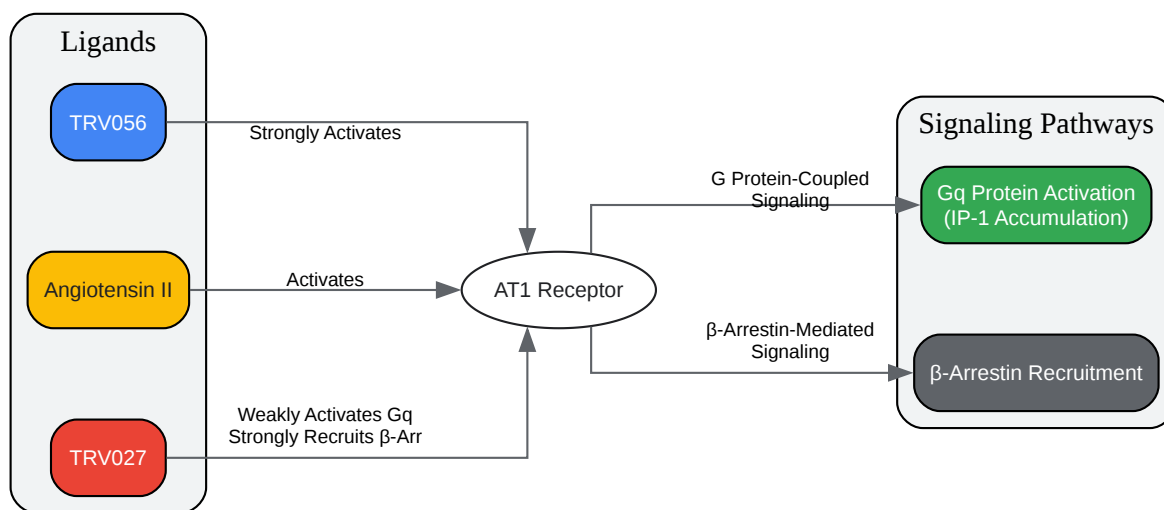 Ligands
TRV056
Strongly Activates
Angiotensin II
Activates
TRV027
Weakly Activates Gq
Strongly Recruits β-Arr
AT1 Receptor
G Protein-Coupled
Signaling
β-Arrestin-Mediated
Signaling
Signaling Pathways
Gq Protein Activation
(IP-1 Accumulation)
β-Arrestin Recruitment